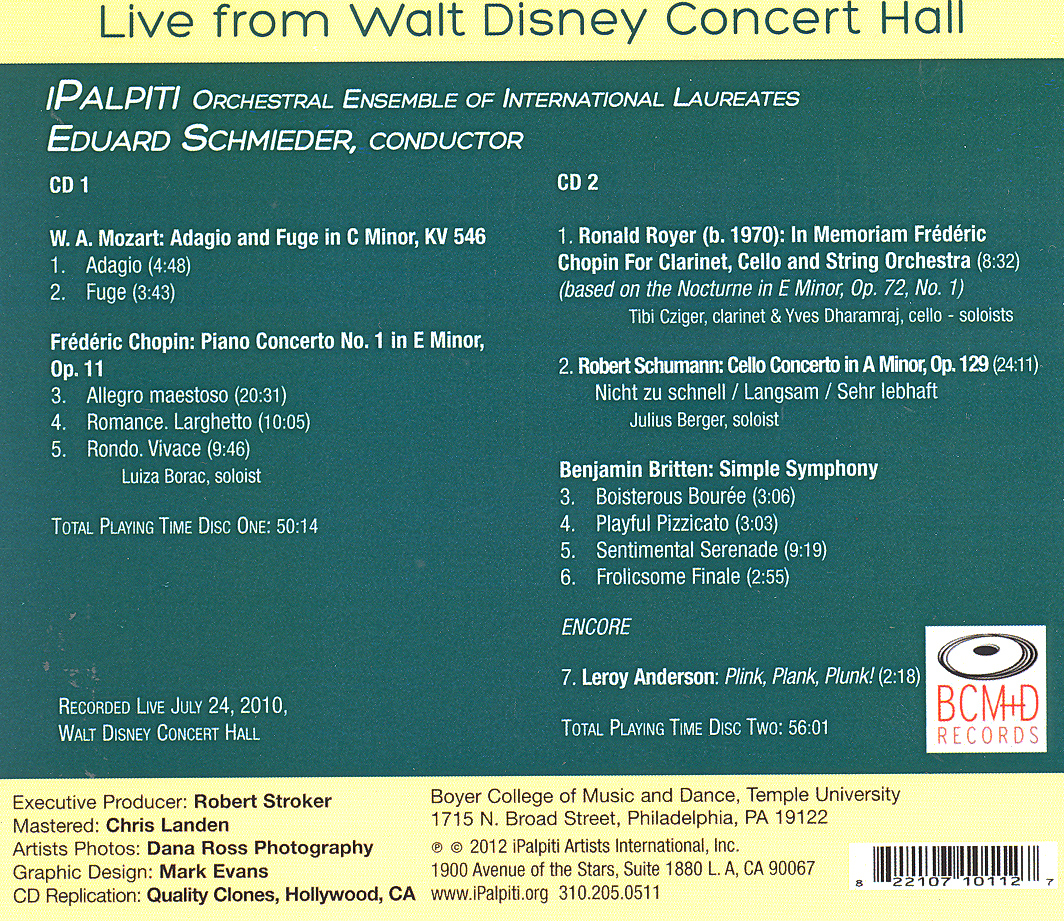 Live from Walt Disney Concert Hall
iPalpiti Orchestral Ensemble of International Laureates
Eduard Schmieder, conductor
CD 1
W. A. Mozart: Adagio and Fuge in C Minor, KV 546
1. Adagio (4:48)
2. Fuge (3:43)
Frédéric Chopin: Piano Concerto No. 1 in E Minor,
Op. 11
3. Allegro maestoso (20:31)
4. Romance. Larghetto (10:05)
5. Rondo. Vivace (9:46)
Luiza Borac, soloist
Total Playing Time Disc One: 50:14
Recorded Live July 24, 2010,
Walt Disney Concert Hall
CD 2
1. Ronald Royer (b. 1970): In Memoriam Frédéric
Chopin For Clarinet, Cello and String Orchestra (8:32)
(based on the Nocturne in E Minor, Op. 72, No. 1)
Tibi Cziger, clarinet & Yves Dharamraj, cello - soloists
2. Robert Schumann: Cello Concerto in A Minor, Op. 129 (24:11)
Nicht zu schnell / Langsam / Sehr lebhaft
Julius Berger, soloist
Benjamin Britten: Simple Symphony
3. Boisterous Bourée (3:06)
4. Playful Pizzicato (3:03)
5. Sentimental Serenade (9:19)
6. Frolicsome Finale (2:55)
ENCORE
7. Leroy Anderson: Plink, Plank, Plunk! (2:18)
Total Playing Time Disc Two: 56:01
BCM+D
RECORDS
Executive Producer: Robert Stroker
Mastered: Chris Landen
Artists Photos: Dana Ross Photography
Graphic Design: Mark Evans
CD Replication: Quality Clones, Hollywood, CA
Boyer College of Music and Dance, Temple University
1715 N. Broad Street, Philadelphia, PA 19122
℗ © 2012 iPalpiti Artists International, Inc.
1900 Avenue of the Stars, Suite 1880 L. A, CA 90067
www.iPalpiti.org 310.205.0511
8 22107 10112 7